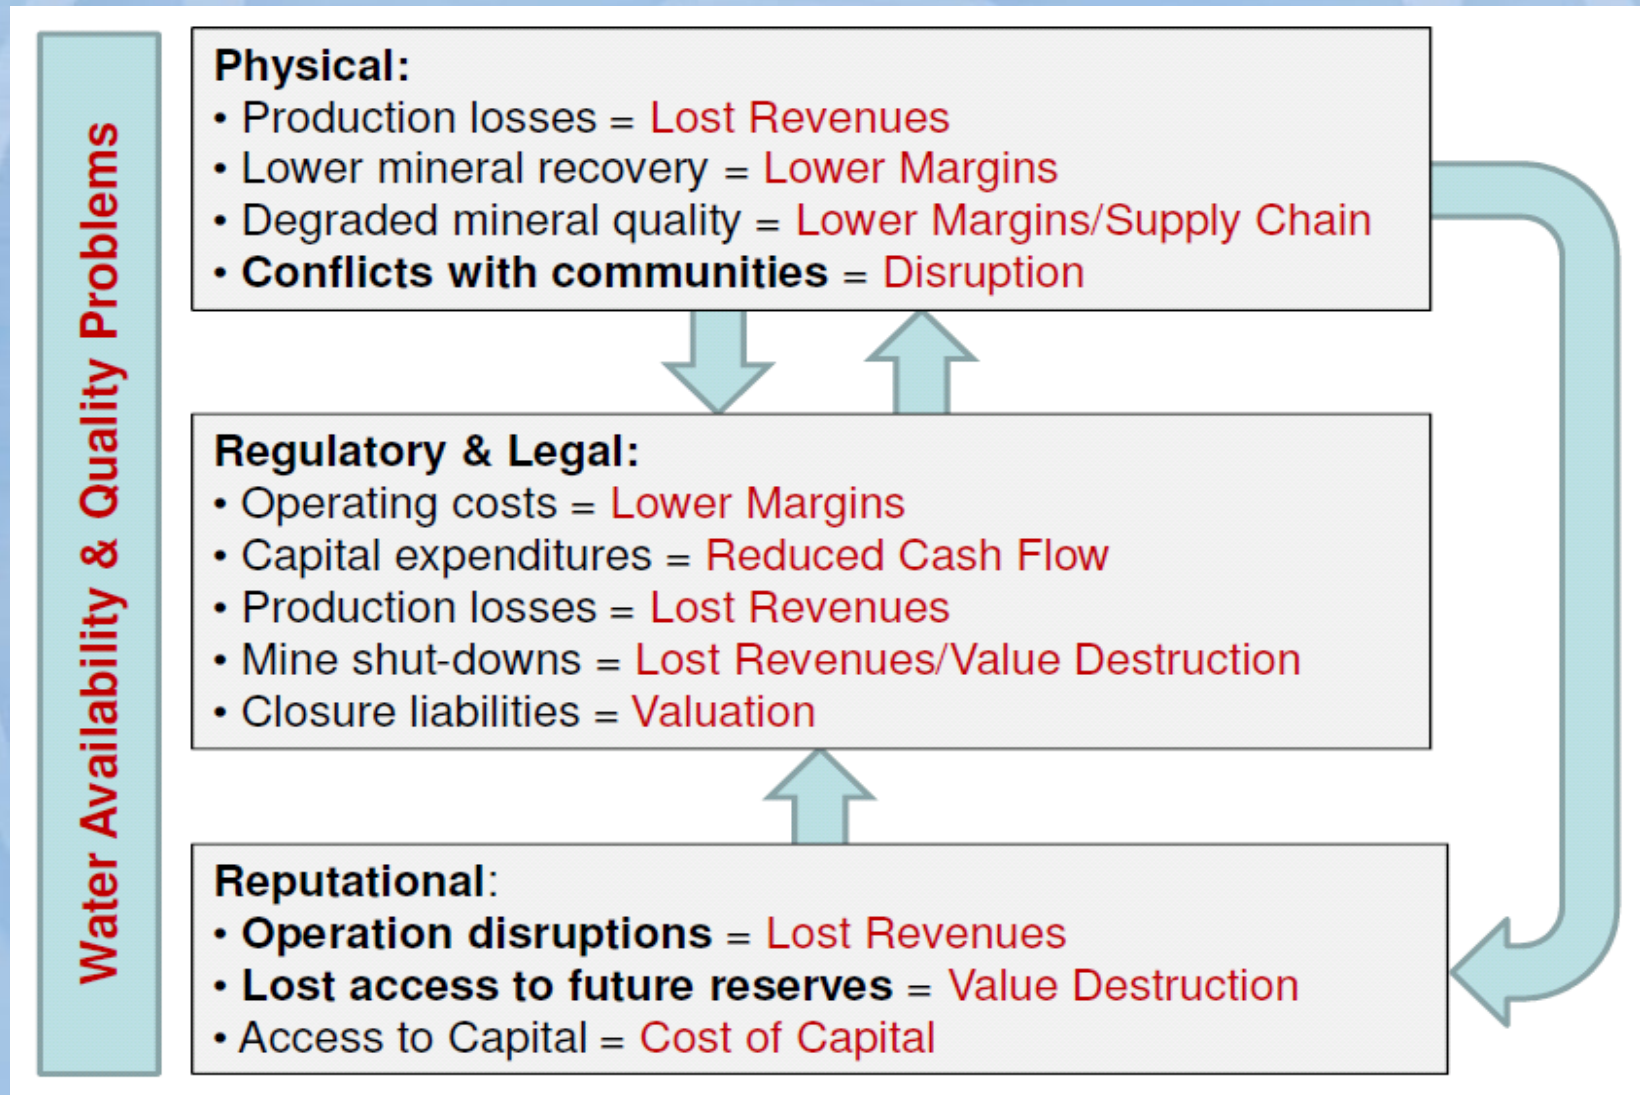 Water Availability & Quality Problems
Physical:
• Production losses = Lost Revenues
• Lower mineral recovery = Lower Margins
• Degraded mineral quality = Lower Margins/Supply Chain
• Conflicts with communities = Disruption
Regulatory & Legal:
• Operating costs = Lower Margins
• Capital expenditures = Reduced Cash Flow
• Production losses = Lost Revenues
• Mine shut-downs = Lost Revenues/Value Destruction
• Closure liabilities = Valuation
Reputational:
• Operation disruptions = Lost Revenues
• Lost access to future reserves = Value Destruction
• Access to Capital = Cost of Capital